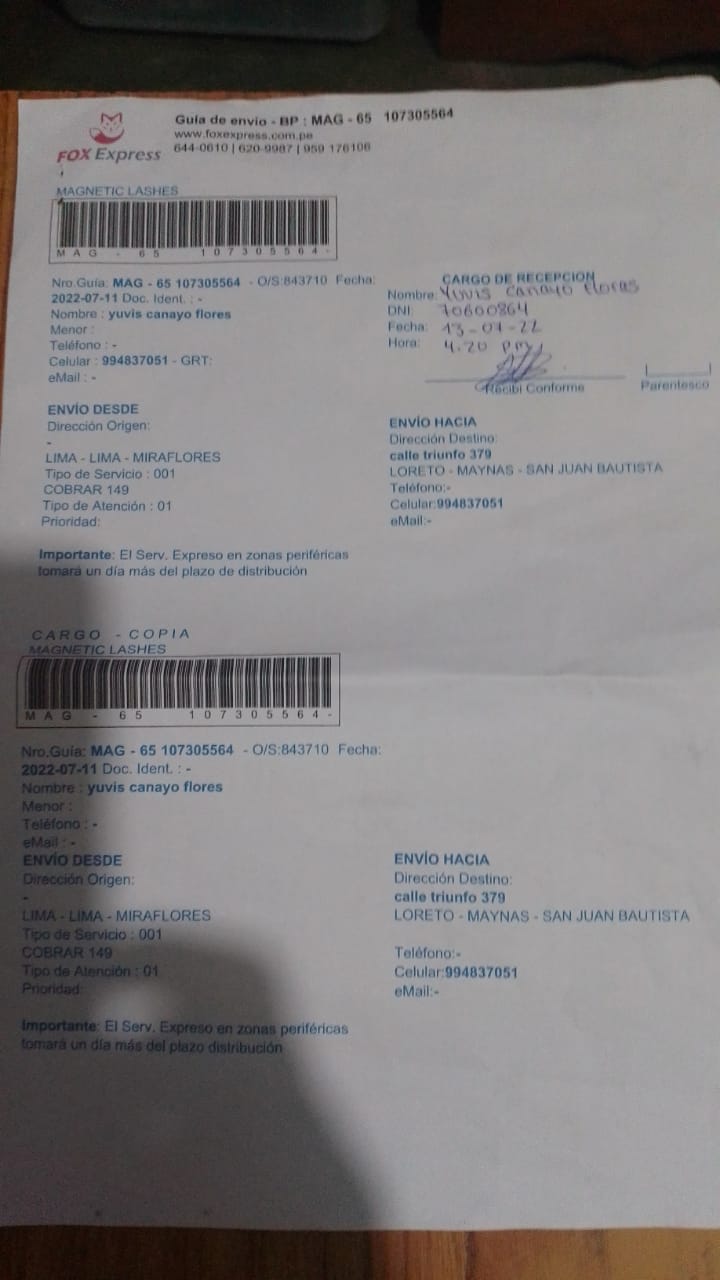 FOX Express
Guía de envio - BP : MAG - 65 107305564
www.foxexpress.com.pe
644-0610 | 620-9987 | 959 176106
MAGNETIC LASHES
MAG - 65 107305564-
Nro.Guía: MAG - 65 107305564 - O/S:843710 Fecha:
2022-07-11 Doc. Ident. : -
Nombre : yuvis canayo flores
Menor :
Teléfono : -
Celular : 994837051 - GRT:
eMail : -
CARGO DE RECEPCION
Nombre: Yuvis Canayo Flores
DNI: 70600864
Fecha: 13-07-22
Hora: 4.20 pm
Recibi Conforme
Parentesco
ENVÍO DESDE
Dirección Origen:
-
LIMA - LIMA - MIRAFLORES
Tipo de Servicio : 001
COBRAR 149
Tipo de Atención : 01
Prioridad:
ENVÍO HACIA
Dirección Destino:
calle triunfo 379
LORETO - MAYNAS - SAN JUAN BAUTISTA
Teléfono:-
Celular:994837051
eMail:-
Importante: El Serv. Expreso en zonas periféricas
tomará un día más del plazo de distribución
CARGO - COPIA
MAGNETIC LASHES
MAG - 65 107305564-
Nro.Guía: MAG - 65 107305564 - O/S:843710 Fecha:
2022-07-11 Doc. Ident. : -
Nombre : yuvis canayo flores
Menor :
Teléfono : -
eMail : -
ENVÍO DESDE
Dirección Origen:
-
LIMA - LIMA - MIRAFLORES
Tipo de Servicio : 001
COBRAR 149
Tipo de Atención : 01
Prioridad:
ENVÍO HACIA
Dirección Destino:
calle triunfo 379
LORETO - MAYNAS - SAN JUAN BAUTISTA
Teléfono:-
Celular:994837051
eMail:-
Importante: El Serv. Expreso en zonas periféricas
tomará un día más del plazo distribución